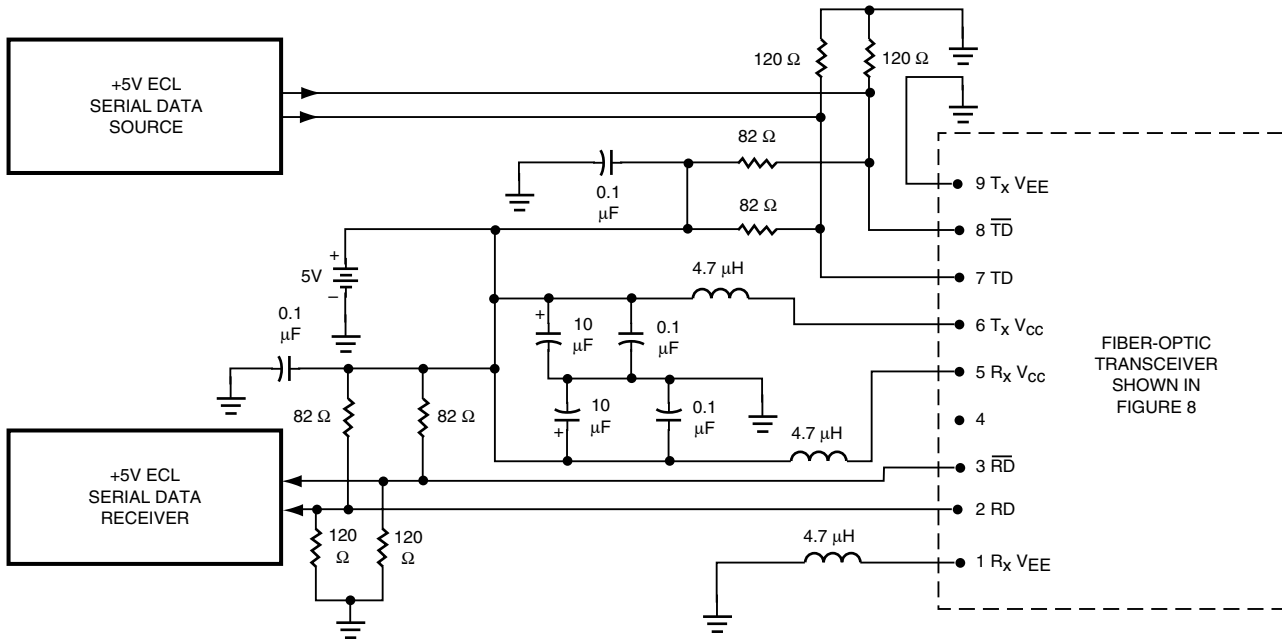 +5V ECL
SERIAL DATA
SOURCE
120 Ω
120 Ω
82 Ω
0.1
μF
82 Ω
9 Tx VEE
8 TD
7 TD
6 Tx VCC
5 Rx VCC
4
3 RD
2 RD
1 Rx VEE
+
5V
–
4.7 μH
0.1
μF
+
10
μF
0.1
μF
10
μF
+
0.1
μF
82 Ω
82 Ω
4.7 μH
FIBER-OPTIC
TRANSCEIVER
SHOWN IN
FIGURE 8
+5V ECL
SERIAL DATA
RECEIVER
120
Ω
120
Ω
4.7 μH